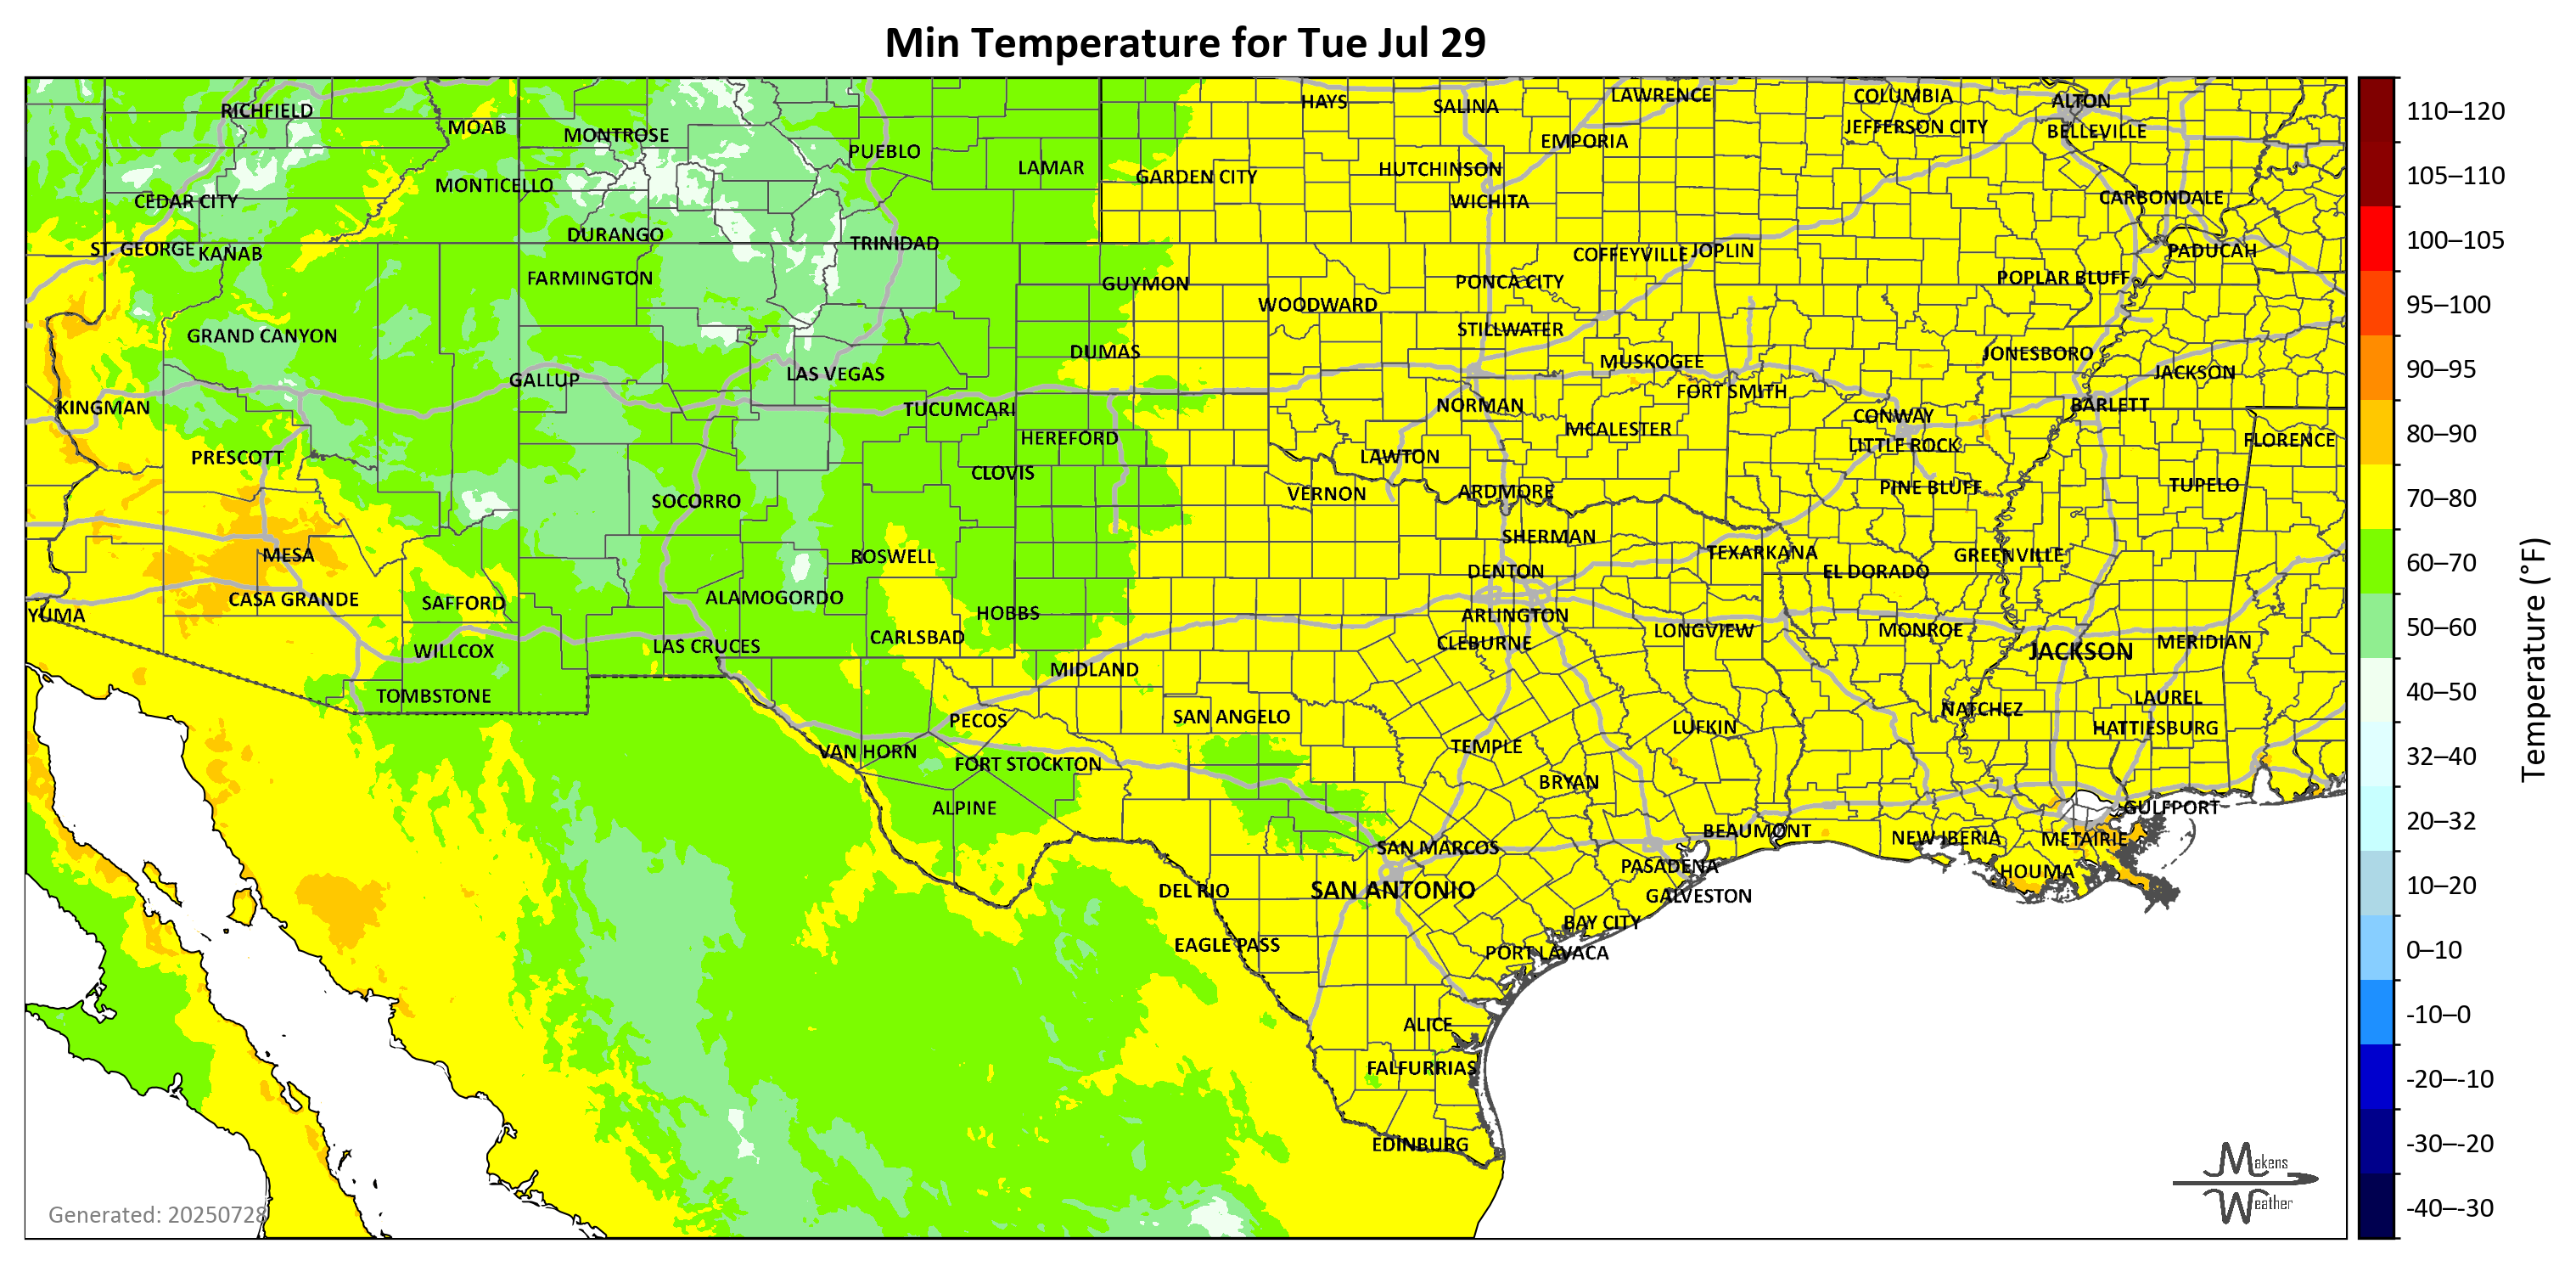 Min Temperature for Tue Jul 29
RICHFIELD
MOAB
MONTROSE
PUEBLO
LAMAR
GARDEN CITY
HAYS
SALINA
LAWRENCE
EMPORIA
HUTCHINSON
WICHITA
COLUMBIA
JEFFERSON CITY
ALTON
BELLEVILLE
CARBONDALE
CEDAR CITY
MONTICELLO
ST. GEORGE
KANAB
DURANGO
TRINIDAD
FARMINGTON
GUYMON
WOODWARD
PONCA CITY
COFFEYVILLE
JOPLIN
POPLAR BLUFF
PADUCAH
GRAND CANYON
STILLWATER
DUMAS
MUSKOGEE
JONESBORO
JACKSON
GALLUP
LAS VEGAS
FORT SMITH
KINGMAN
TUCUMCARI
NORMAN
CONWAY
BARLETT
HEREFORD
MCALESTER
LITTLE ROCK
FLORENCE
PRESCOTT
CLOVIS
LAWTON
SOCORRO
VERNON
ARDMORE
PINE BLUFF
TUPELO
MESA
ROSWELL
SHERMAN
TEXARKANA
GREENVILLE
DENTON
EL DORADO
CASA GRANDE
SAFFORD
ALAMOGORDO
HOBBS
ARLINGTON
YUMA
WILLCOX
LAS CRUCES
CARLSBAD
CLEBURNE
LONGVIEW
MONROE
JACKSON
MERIDIAN
MIDLAND
TOMBSTONE
PECOS
SAN ANGELO
LUFKIN
NATCHEZ
LAUREL
HATTIESBURG
VAN HORN
FORT STOCKTON
TEMPLE
BRYAN
ALPINE
BEAUMONT
NEW IBERIA
METAIRIE
GULFPORT
SAN MARCOS
PASADENA
HOUMA
DEL RIO
SAN ANTONIO
GALVESTON
BAY CITY
EAGLE PASS
PORT LAVACA
ALICE
FALFURRIAS
EDINBURG
Generated: 20250728
Makens
Weather
110–120
105–110
100–105
95–100
90–95
80–90
70–80
60–70
50–60
40–50
32–40
20–32
10–20
0–10
-10–0
-20–-10
-30–-20
-40–-30
Temperature (°F)